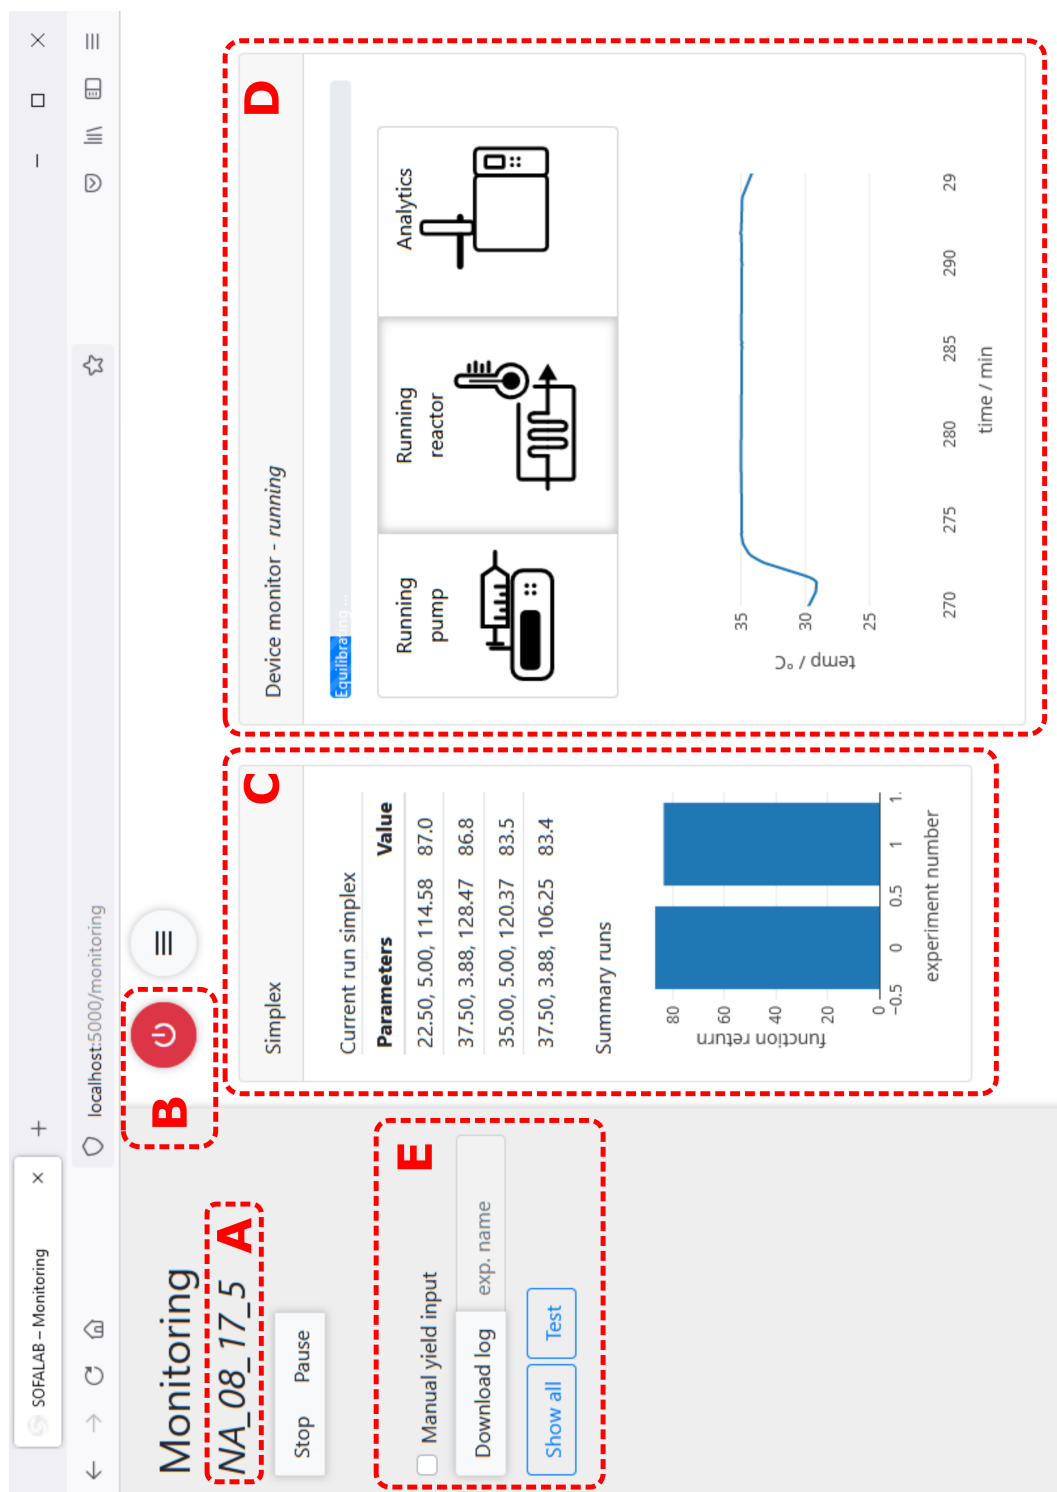 SOFALAB – Monitoring
localhost:5000/monitoring
Monitoring
NA_08_17_5
A
Stop Pause
B
E
Manual yield input
Download log exp. name
Show all Test
C
Simplex
Current run simplex
Parameters Value
22.50, 5.00, 114.58 87.0
37.50, 3.88, 128.47 86.8
35.00, 5.00, 120.37 83.5
37.50, 3.88, 106.25 83.4
Summary runs
function return
80
60
40
20
0
−0.5 0 0.5 1 1.
experiment number
D
Device monitor - running
Equilibrating ...
Running pump
Running reactor
Analytics
temp / °C
35
30
25
270 275 280 285 290 29
time / min